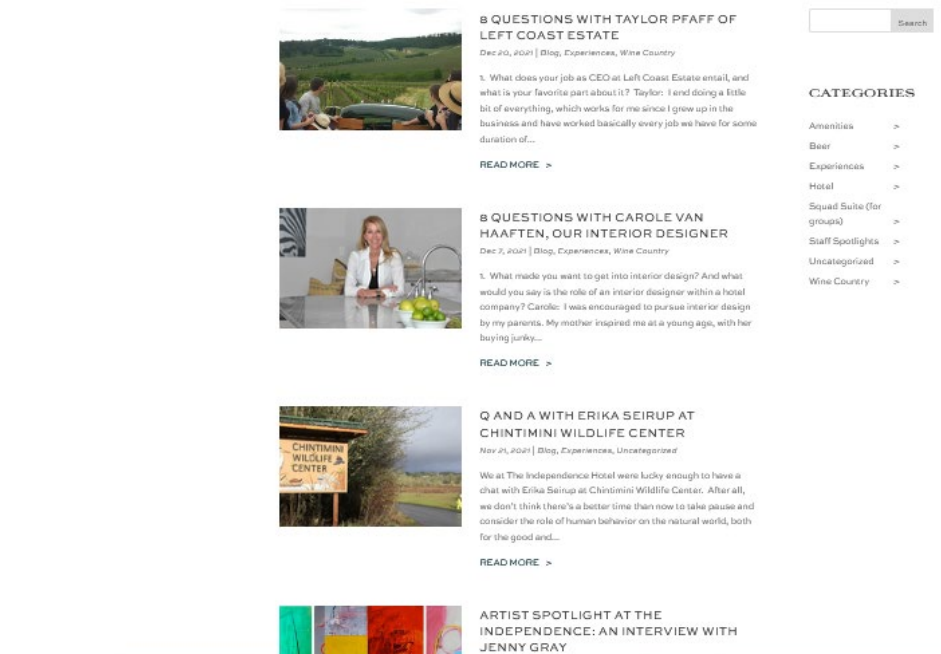 8 QUESTIONS WITH TAYLOR PFAFF OF
LEFT COAST ESTATE
Dec 20, 2021 | Blog, Experiences, Wine Country
1. What does your job as CEO at Left Coast Estate entail, and
what is your favorite part about it? Taylor: I end doing a little
bit of everything, which works for me since I grew up in the
business and have worked basically every job we have for some
duration of...
READ MORE >
8 QUESTIONS WITH CAROLE VAN
HAAFTEN, OUR INTERIOR DESIGNER
Dec 7, 2021 | Blog, Experiences, Wine Country
1. What made you want to get into interior design? And what
would you say is the role of an interior designer within a hotel
company? Carole: I was encouraged to pursue interior design
by my parents. My mother inspired me at a young age, with her
buying junky...
READ MORE >
CHINTIMINI
WILDLIFE
CENTER
Q AND A WITH ERIKA SEIRUP AT
CHINTIMINI WILDLIFE CENTER
Nov 21, 2021 | Blog, Experiences, Uncategorized
We at The Independence Hotel were lucky enough to have a
chat with Erika Seirup at Chintimini Wildlife Center. After all,
we don't think there's a better time than now to take pause and
consider the role of human behavior on the natural world, both
for the good and...
READ MORE >
ARTIST SPOTLIGHT AT THE
INDEPENDENCE: AN INTERVIEW WITH
JENNY GRAY
Search
CATEGORIES
Amenities >
Beer >
Experiences >
Hotel >
Squad Suite (for
groups) >
Staff Spotlights >
Uncategorized >
Wine Country >